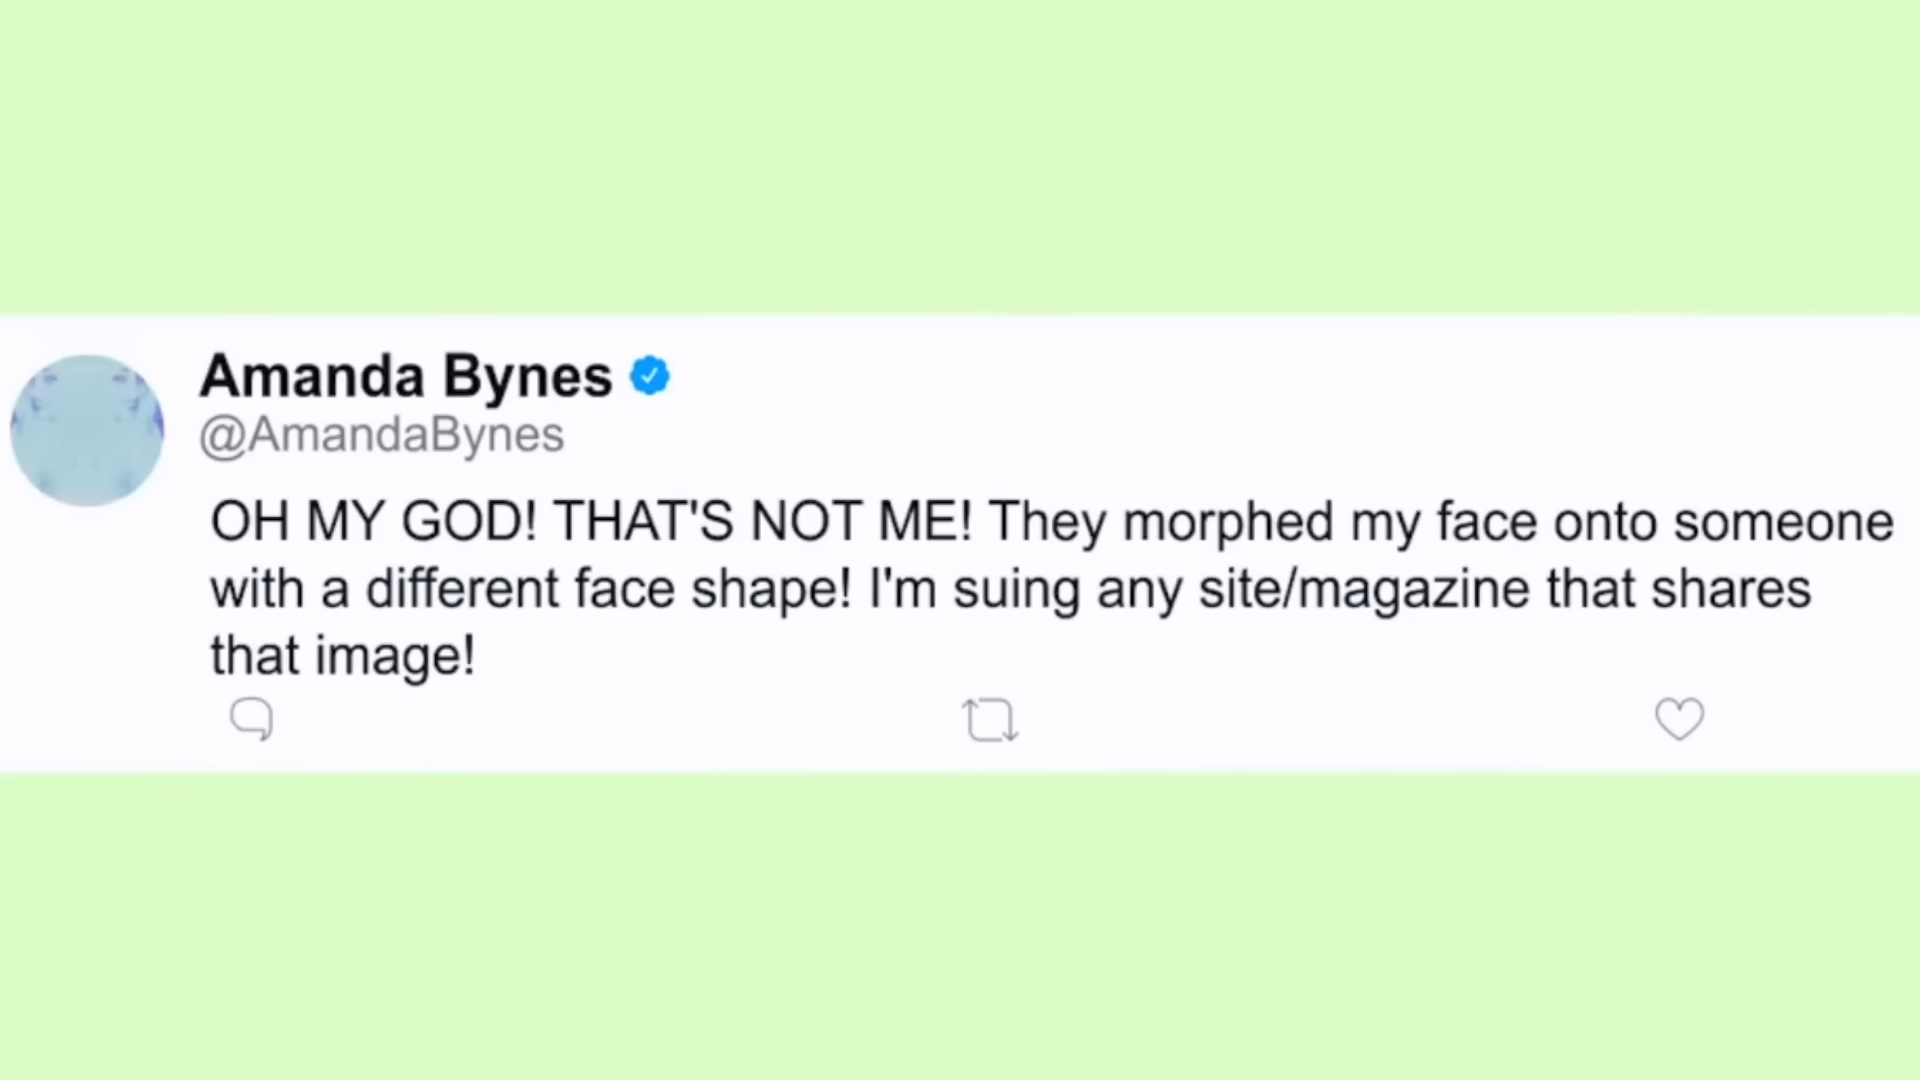 Amanda Bynes
@AmandaBynes
OH MY GOD! THAT'S NOT ME! They morphed my face onto someone
with a different face shape! I'm suing any site/magazine that shares
that image!